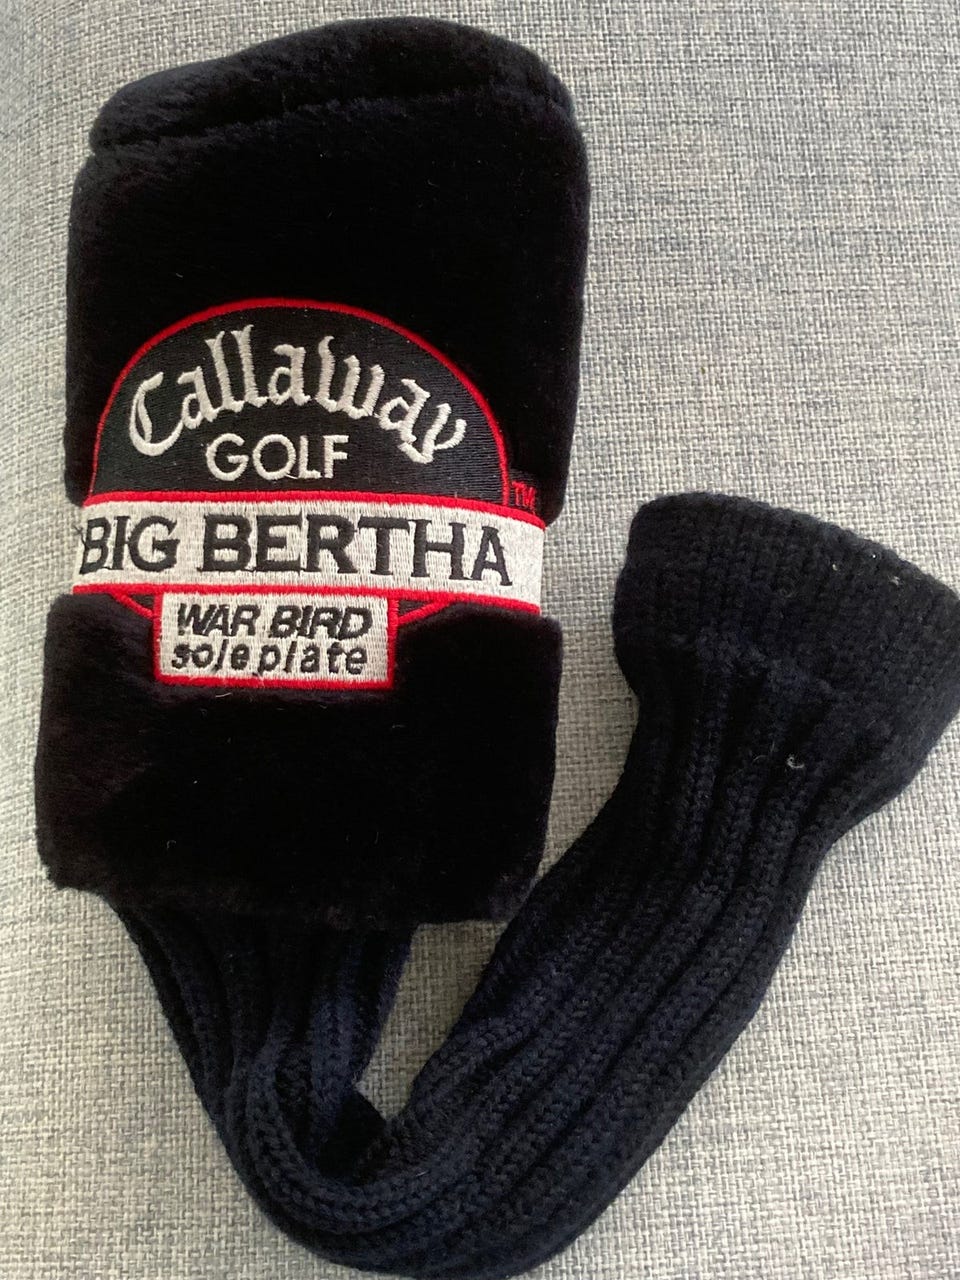 Callaway
GOLF
BIG BERTHA TM
WAR BIRD
sole plate